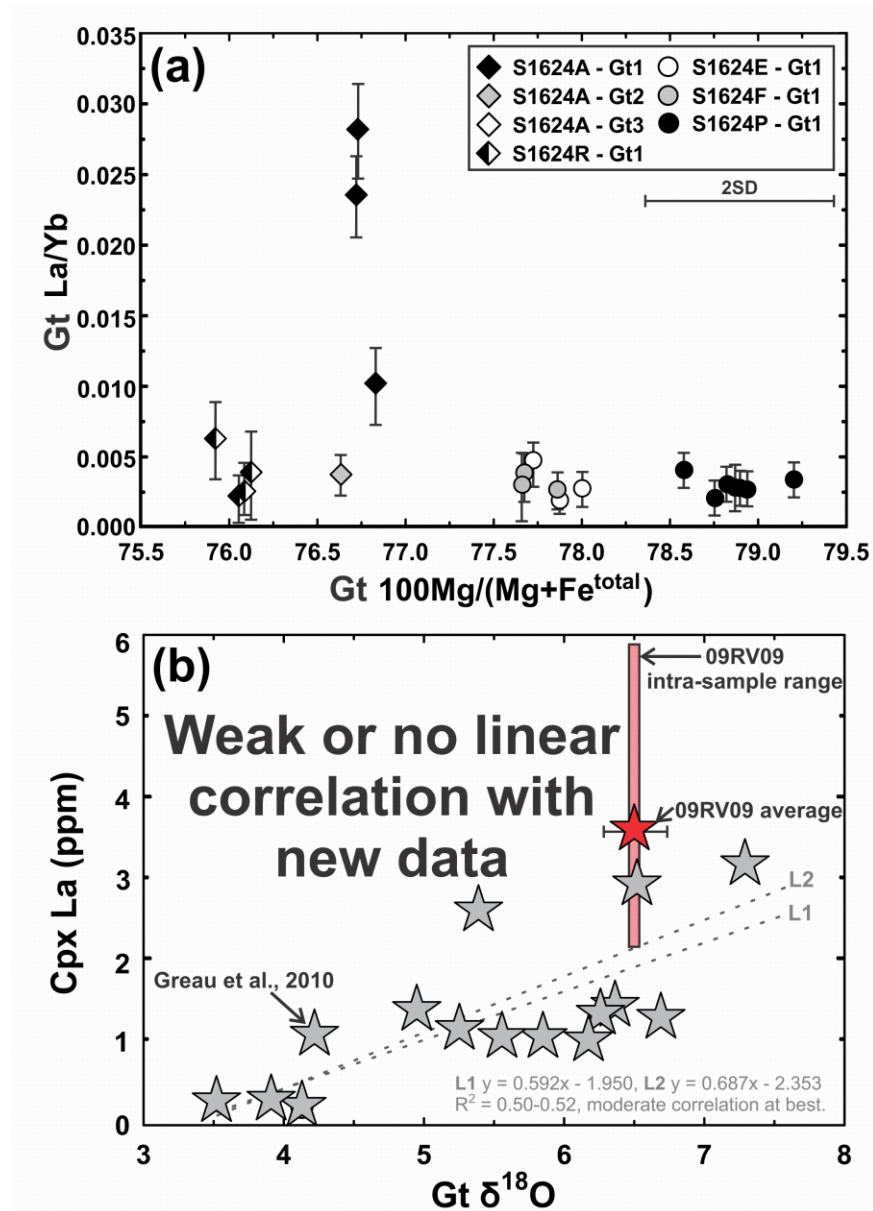 (a)
S1624A - Gt1
S1624E - Gt1
S1624A - Gt2
S1624F - Gt1
S1624A - Gt3
S1624P - Gt1
S1624R - Gt1
2SD
0.035
0.030
0.025
0.020
0.015
0.010
0.005
0.000
Gt La/Yb
75.5 76.0 76.5 77.0 77.5 78.0 78.5 79.0 79.5
Gt 100Mg/(Mg+Fe^total)
(b)
09RV09
intra-sample range
Weak or no linear
correlation with
new data
09RV09 average
L2
L1
Greau et al., 2010
L1 y = 0.592x - 1.950, L2 y = 0.687x - 2.353
R² = 0.50-0.52, moderate correlation at best.
6
5
4
3
2
1
0
Cpx La (ppm)
3 4 5 6 7 8
Gt δ¹⁸O